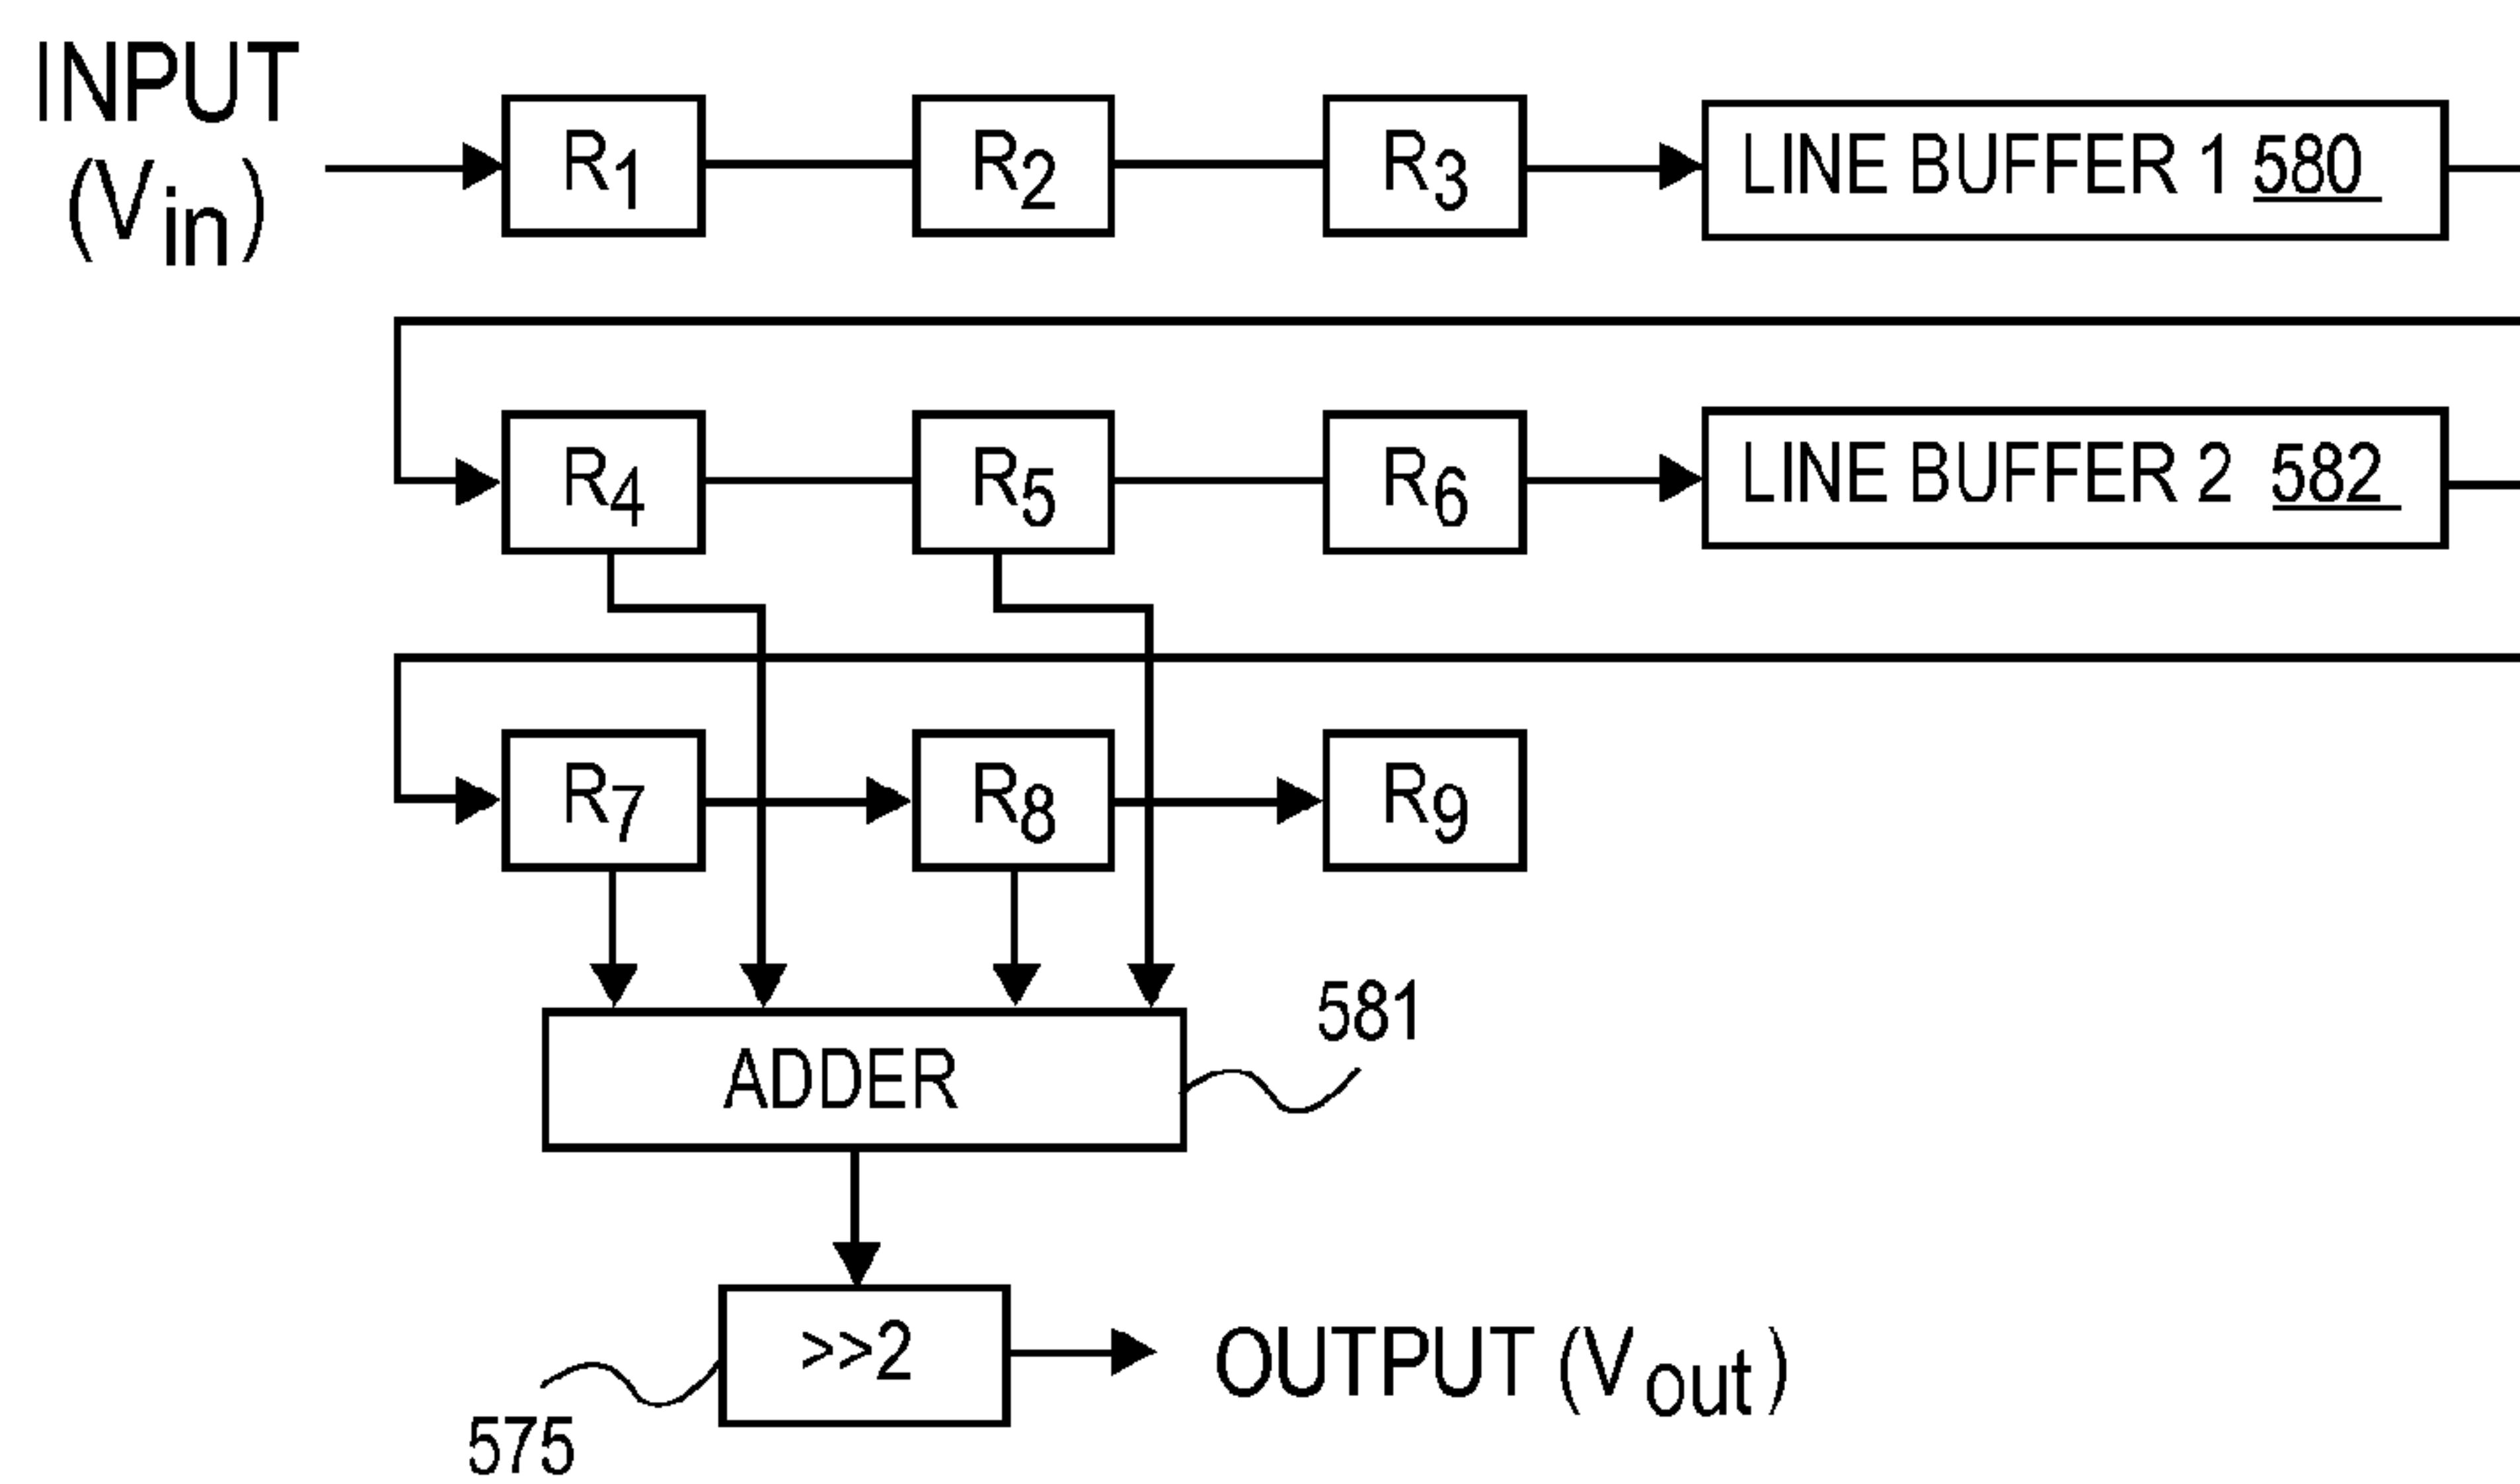 INPUT
(Vin)
R1
R2
R3
LINE BUFFER 1 580
R4
R5
R6
LINE BUFFER 2 582
R7
R8
R9
581
ADDER
>>2
OUTPUT (Vout)
575